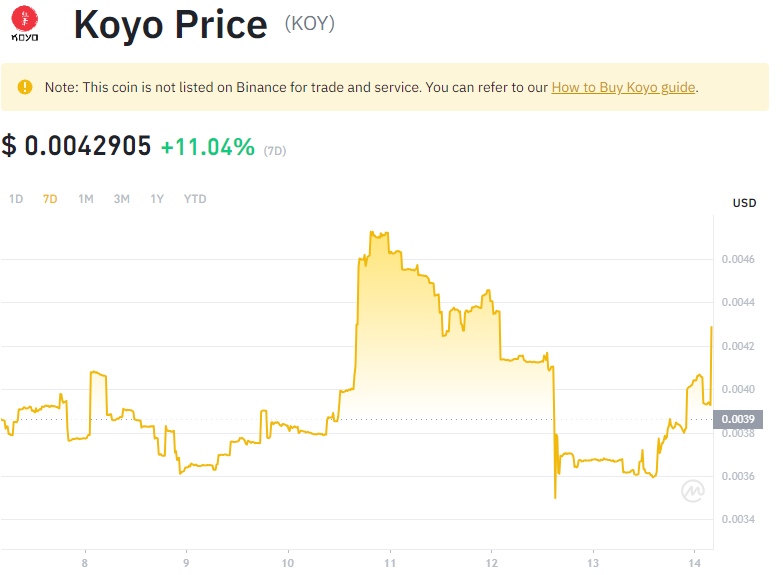 KOYO
Koyo Price (KOY)
Note: This coin is not listed on Binance for trade and service. You can refer to our How to Buy Koyo guide.
$ 0.0042905 +11.04% (7D)
1D 7D 1M 3M 1Y YTD
USD
0.0046
0.0044
0.0042
0.0040
0.0039
0.0038
0.0036
0.0034
8 9 10 11 12 13 14